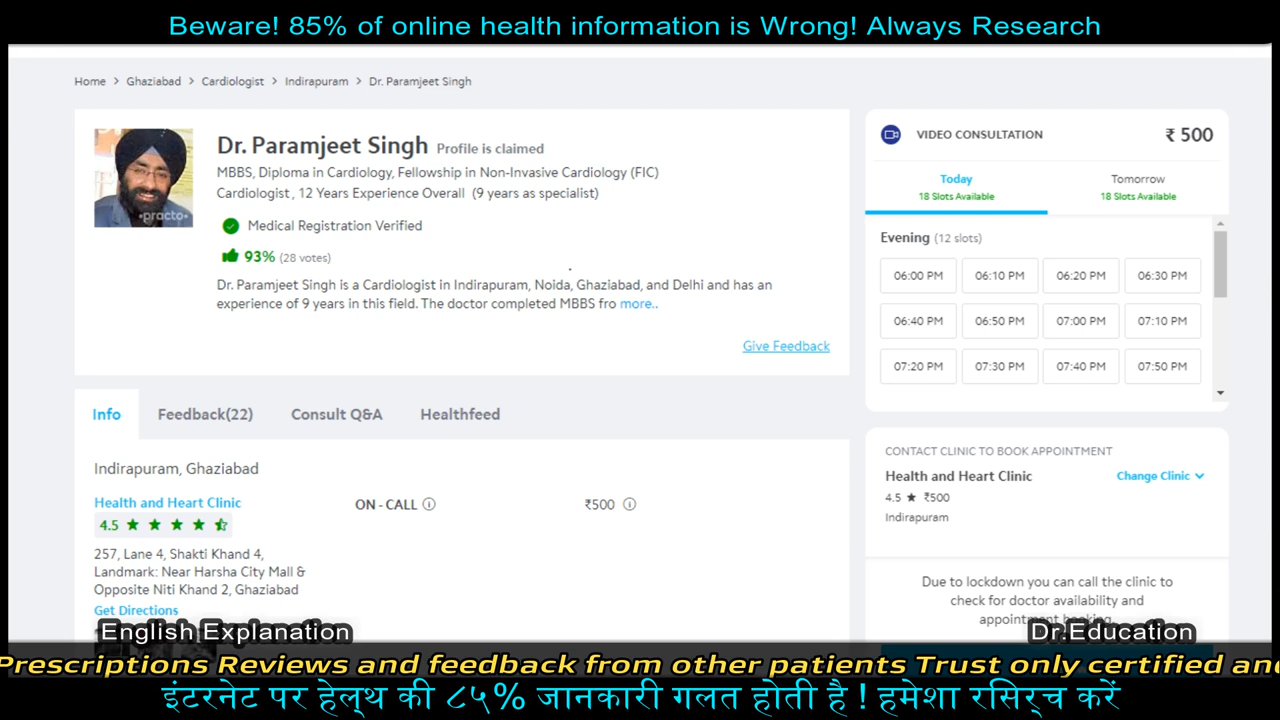 Beware! 85% of online health information is Wrong! Always Research
Home > Ghaziabad > Cardiologist > Indirapuram > Dr. Paramjeet Singh
Dr. Paramjeet Singh Profile is claimed
MBBS, Diploma in Cardiology, Fellowship in Non-Invasive Cardiology (FIC)
Cardiologist , 12 Years Experience Overall (9 years as specialist)
Medical Registration Verified
93% (28 votes)
Dr. Paramjeet Singh is a Cardiologist in Indirapuram, Noida, Ghaziabad, and Delhi and has an
experience of 9 years in this field. The doctor completed MBBS fro more..
Give Feedback
•practo•
VIDEO CONSULTATION ₹ 500
Today Tomorrow
18 Slots Available 18 Slots Available
Evening (12 slots)
06:00 PM 06:10 PM 06:20 PM 06:30 PM
06:40 PM 06:50 PM 07:00 PM 07:10 PM
07:20 PM 07:30 PM 07:40 PM 07:50 PM
Info Feedback(22) Consult Q&A Healthfeed
Indirapuram, Ghaziabad
Health and Heart Clinic ON - CALL ₹500
4.5
257, Lane 4, Shakti Khand 4,
Landmark: Near Harsha City Mall &
Opposite Niti Khand 2, Ghaziabad
Get Directions
CONTACT CLINIC TO BOOK APPOINTMENT
Health and Heart Clinic Change Clinic
4.5 ★ ₹500
Indirapuram
Due to lockdown you can call the clinic to
check for doctor availability and
appointment booking.
English Explanation Dr.Education
Prescriptions Reviews and feedback from other patients Trust only certified and
इंटरनेट पर हेल्थ की ८५% जानकारी गलत होती है ! हमेशा रिसर्च करें